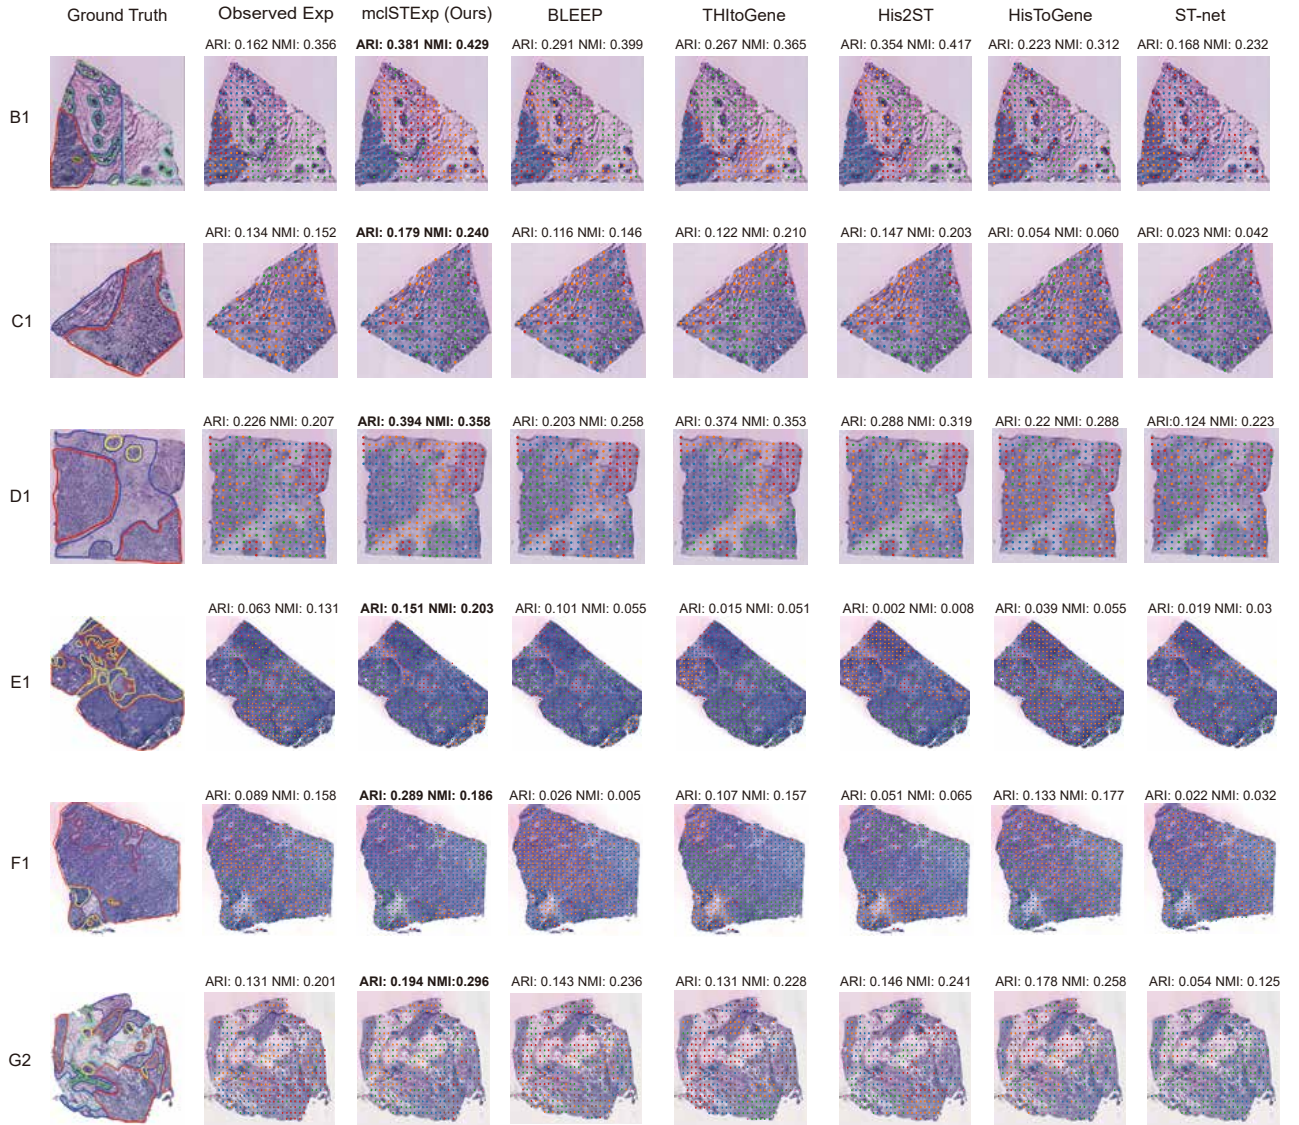 Ground Truth Observed Exp mclSTExp (Ours) BLEEP THItoGene His2ST HisToGene ST-net
ARI: 0.162 NMI: 0.356 ARI: 0.381 NMI: 0.429 ARI: 0.291 NMI: 0.399 ARI: 0.267 NMI: 0.365 ARI: 0.354 NMI: 0.417 ARI: 0.223 NMI: 0.312 ARI: 0.168 NMI: 0.232
B1
ARI: 0.134 NMI: 0.152 ARI: 0.179 NMI: 0.240 ARI: 0.116 NMI: 0.146 ARI: 0.122 NMI: 0.210 ARI: 0.147 NMI: 0.203 ARI: 0.054 NMI: 0.060 ARI: 0.023 NMI: 0.042
C1
ARI: 0.226 NMI: 0.207 ARI: 0.394 NMI: 0.358 ARI: 0.203 NMI: 0.258 ARI: 0.374 NMI: 0.353 ARI: 0.288 NMI: 0.319 ARI: 0.22 NMI: 0.288 ARI:0.124 NMI: 0.223
D1
ARI: 0.063 NMI: 0.131 ARI: 0.151 NMI: 0.203 ARI: 0.101 NMI: 0.055 ARI: 0.015 NMI: 0.051 ARI: 0.002 NMI: 0.008 ARI: 0.039 NMI: 0.055 ARI: 0.019 NMI: 0.03
E1
ARI: 0.089 NMI: 0.158 ARI: 0.289 NMI: 0.186 ARI: 0.026 NMI: 0.005 ARI: 0.107 NMI: 0.157 ARI: 0.051 NMI: 0.065 ARI: 0.133 NMI: 0.177 ARI: 0.022 NMI: 0.032
F1
ARI: 0.131 NMI: 0.201 ARI: 0.194 NMI:0.296 ARI: 0.143 NMI: 0.236 ARI: 0.131 NMI: 0.228 ARI: 0.146 NMI: 0.241 ARI: 0.178 NMI: 0.258 ARI: 0.054 NMI: 0.125
G2